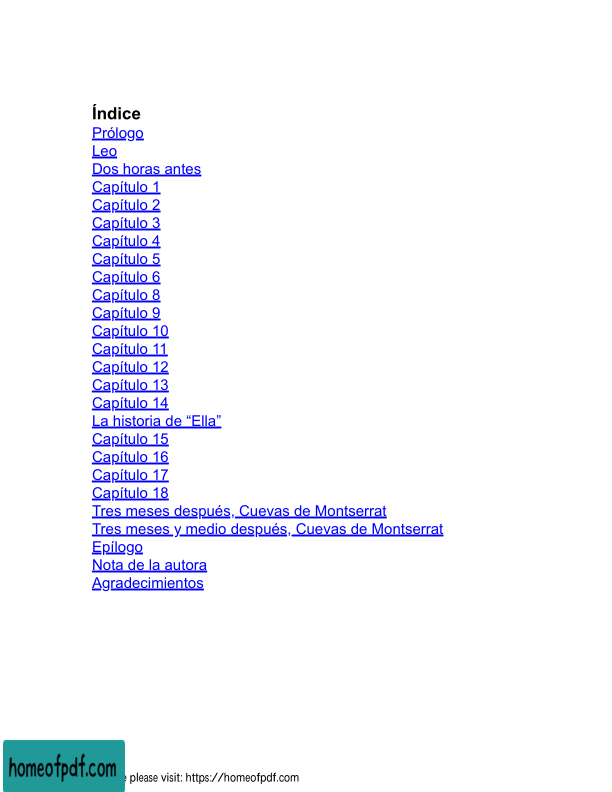 Índice
Prólogo
Leo
Dos horas antes
Capítulo 1
Capítulo 2
Capítulo 3
Capítulo 4
Capítulo 5
Capítulo 6
Capítulo 8
Capítulo 9
Capítulo 10
Capítulo 11
Capítulo 12
Capítulo 13
Capítulo 14
La historia de “Ella”
Capítulo 15
Capítulo 16
Capítulo 17
Capítulo 18
Tres meses después, Cuevas de Montserrat
Tres meses y medio después, Cuevas de Montserrat
Epílogo
Nota de la autora
Agradecimientos
homeofpdf.com
please visit: https://homeofpdf.com